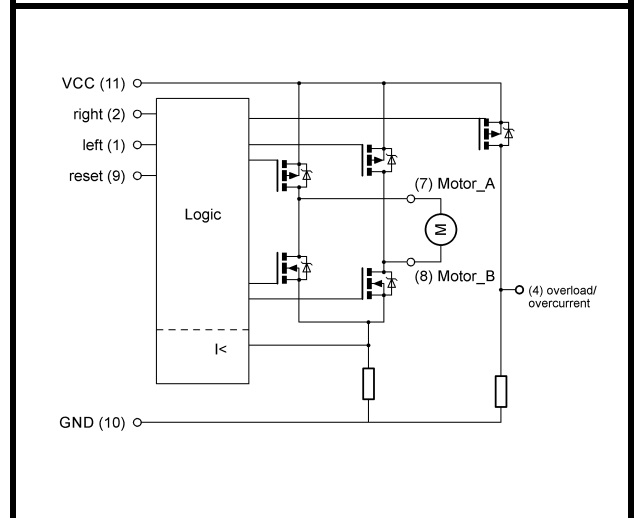 VCC (11)
right (2)
left (1)
reset (9)
Logic
(7) Motor_A
M
(8) Motor_B
(4) overload/
overcurrent
I<
GND (10)